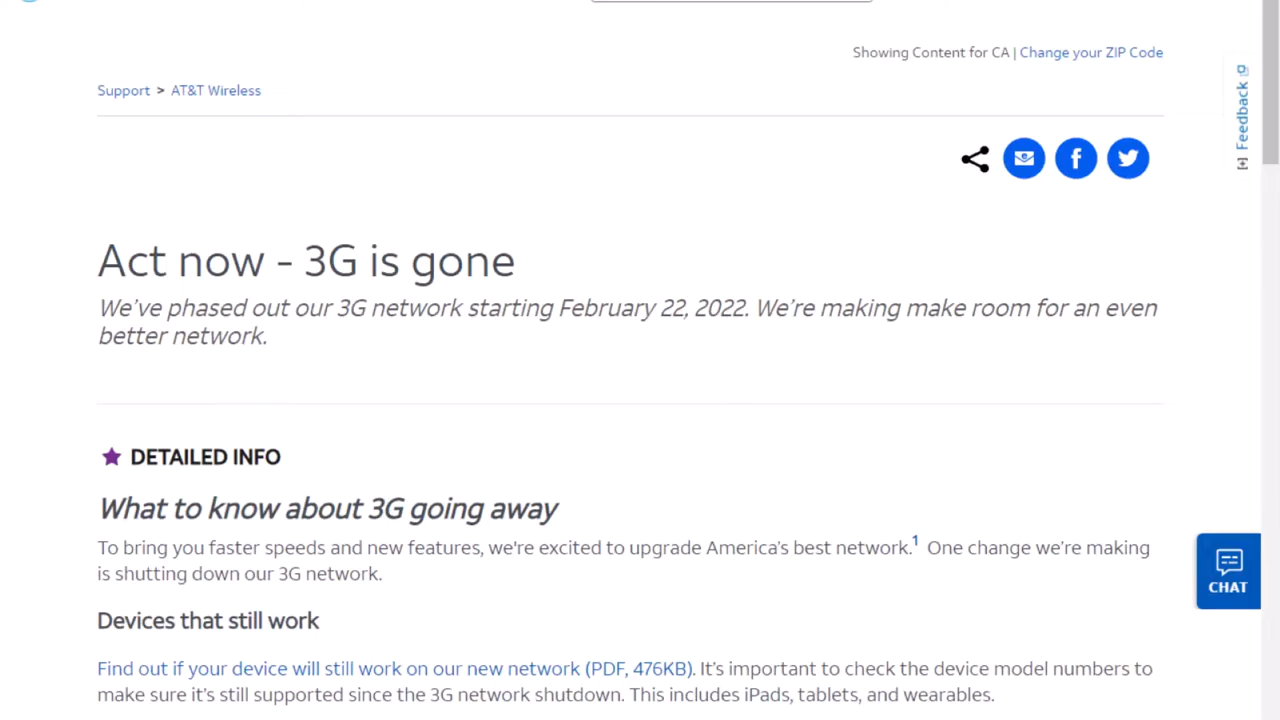 Showing Content for CA | Change your ZIP Code
Support > AT&T Wireless
[+] Feedback
Act now - 3G is gone
We've phased out our 3G network starting February 22, 2022. We're making make room for an even
better network.
DETAILED INFO
What to know about 3G going away
To bring you faster speeds and new features, we're excited to upgrade America's best network.1 One change we're making
is shutting down our 3G network.
CHAT
Devices that still work
Find out if your device will still work on our new network (PDF, 476KB). It's important to check the device model numbers to
make sure it's still supported since the 3G network shutdown. This includes iPads, tablets, and wearables.